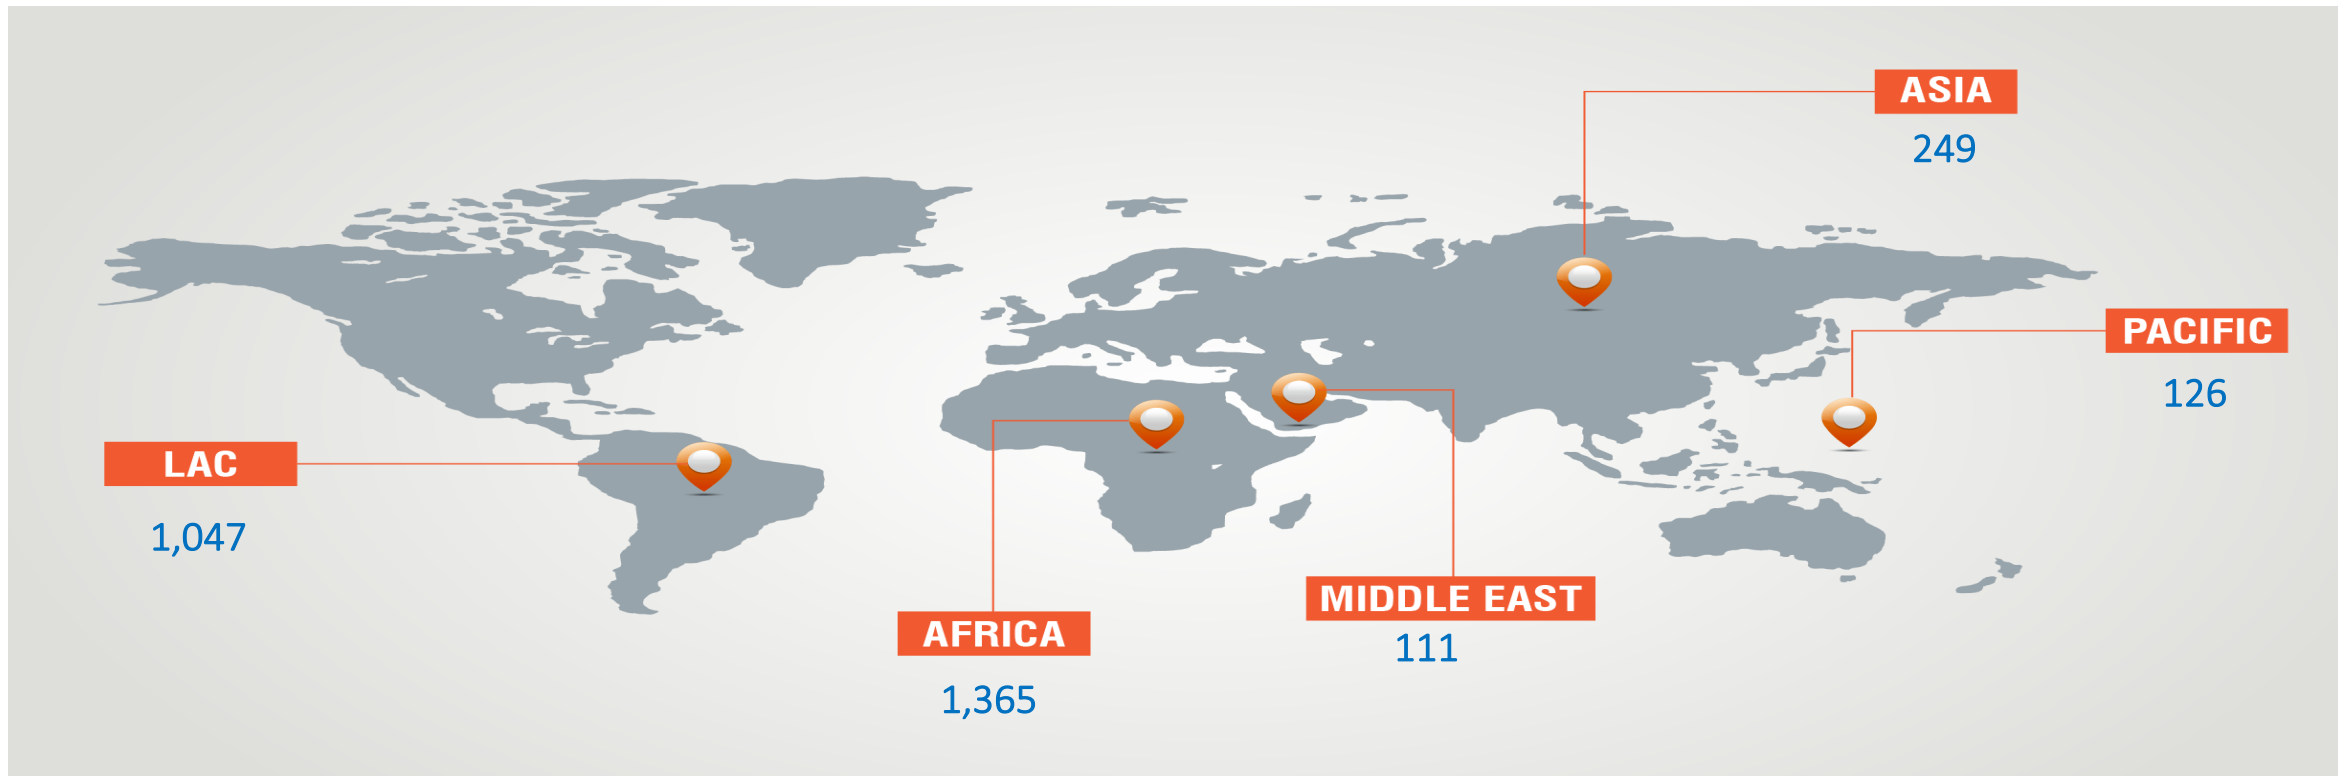 ASIA
249
PACIFIC
126
LAC
1,047
MIDDLE EAST
111
AFRICA
1,365